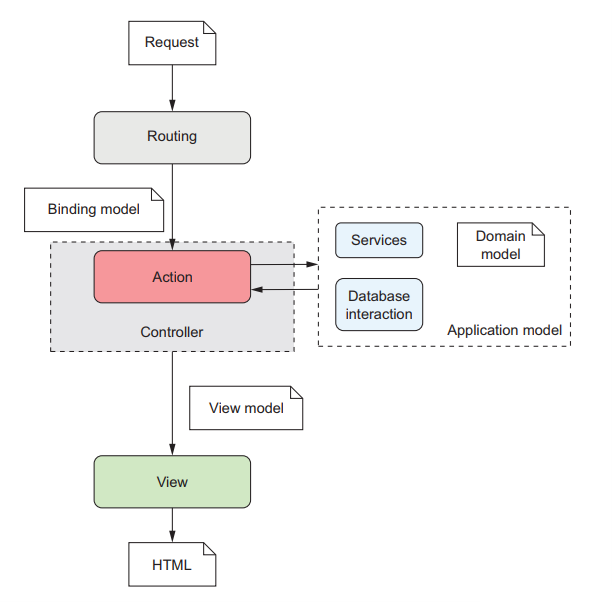 Request
Routing
Binding model
Action
Controller
Services
Domain
model
Database
interaction
Application model
View model
View
HTML